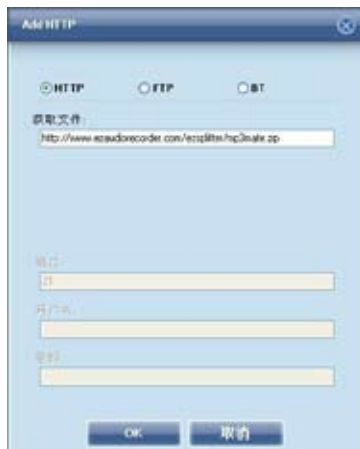 Add HTTP
HTTP FTP BT
获取文件:
http://www.ezaudiorecorder.com/ezsplitter/mp3mate.zip
端口:
21
用户名:
密码:
OK 取消